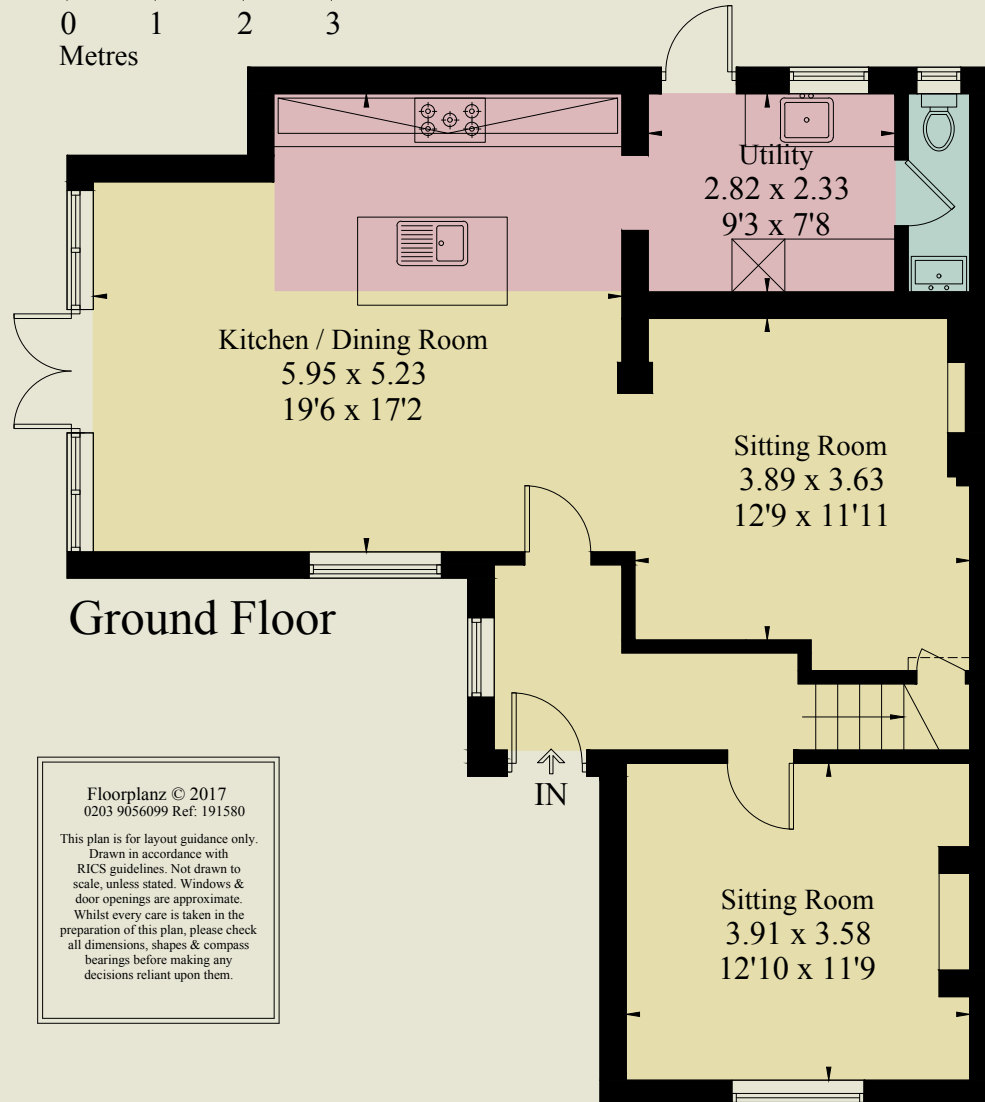 0 1 2 3
Metres
Utility
2.82 x 2.33
9'3 x 7'8
Kitchen / Dining Room
5.95 x 5.23
19'6 x 17'2
Sitting Room
3.89 x 3.63
12'9 x 11'11
Ground Floor
IN
Floorplanz © 2017
0203 9056099 Ref: 191580
This plan is for layout guidance only.
Drawn in accordance with
RICS guidelines. Not drawn to
scale, unless stated. Windows &
door openings are approximate.
Whilst every care is taken in the
preparation of this plan, please check
all dimensions, shapes & compass
bearings before making any
decisions reliant upon them.
Sitting Room
3.91 x 3.58
12'10 x 11'9